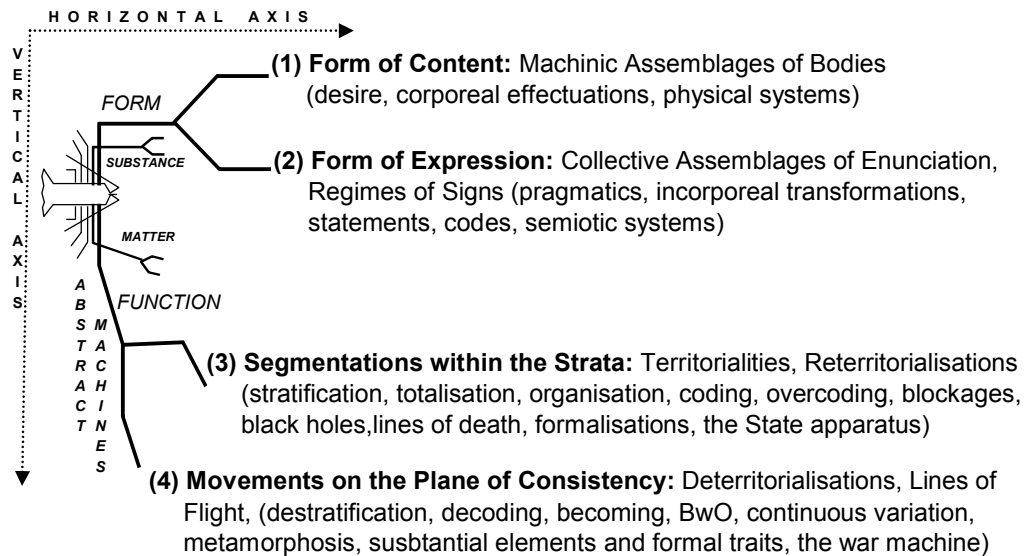 HORIZONTAL AXIS
VERTICAL AXIS
(1) Form of Content: Machinic Assemblages of Bodies
(desire, corporeal effectuations, physical systems)
FORM
SUBSTANCE
(2) Form of Expression: Collective Assemblages of Enunciation,
Regimes of Signs (pragmatics, incorporeal transformations,
statements, codes, semiotic systems)
MATTER
FUNCTION
ABSTRACT
MACHINES
(3) Segmentations within the Strata: Territorialities, Reterritorialisations
(stratification, totalisation, organisation, coding, overcoding, blockages,
black holes,lines of death, formalisations, the State apparatus)
(4) Movements on the Plane of Consistency: Deterritorialisations, Lines of
Flight, (destratification, decoding, becoming, BwO, continuous variation,
metamorphosis, susbtantial elements and formal traits, the war machine)